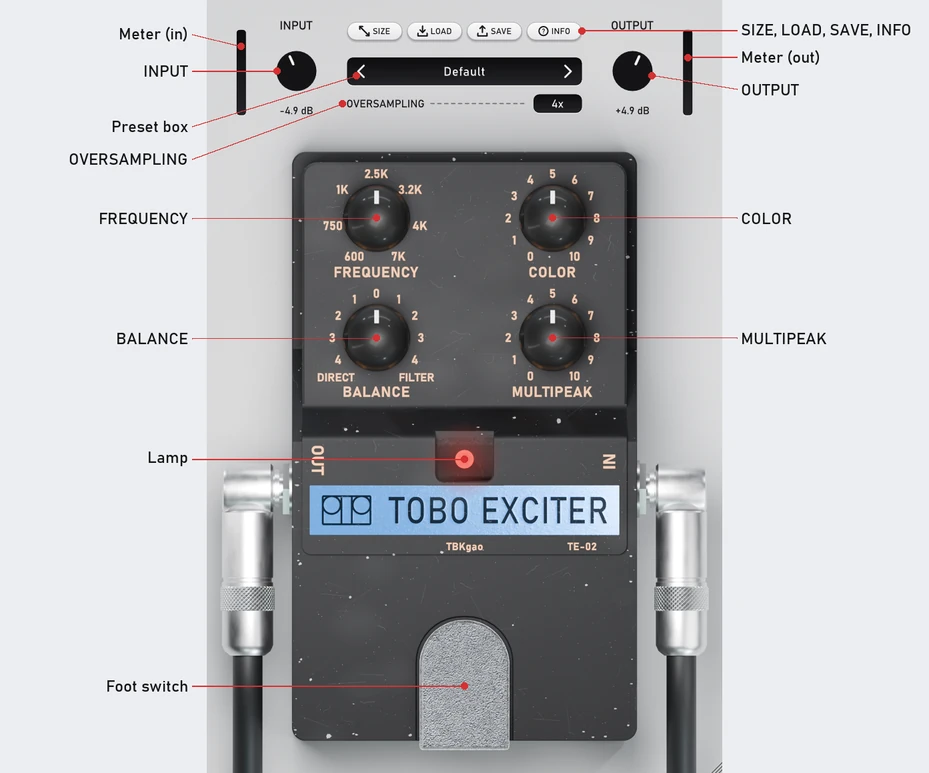 INPUT
OUTPUT
SIZE
LOAD
SAVE
INFO
SIZE, LOAD, SAVE, INFO
Meter (in)
Meter (out)
INPUT
Default
OUTPUT
-4.9 dB
OVERSAMPLING
4x
+4.9 dB
Preset box
OVERSAMPLING
2.5K
1K
3.2K
750
4K
600
7K
FREQUENCY
FREQUENCY
5
4
6
3
7
2
8
1
9
0
10
COLOR
COLOR
0
1
1
2
2
3
3
4
4
DIRECT
FILTER
BALANCE
BALANCE
5
4
6
3
7
2
8
1
9
0
10
MULTIPEAK
MULTIPEAK
Lamp
OUT
IN
TOBO EXCITER
TBKgao
TE-02
Foot switch